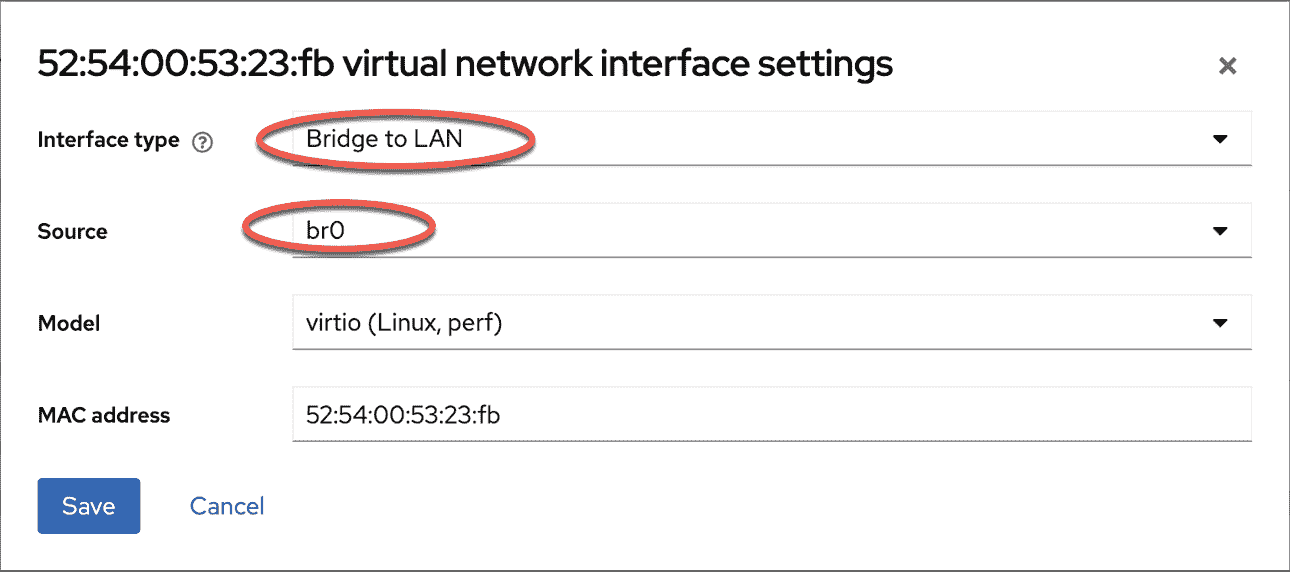 52:54:00:53:23:fb virtual network interface settings
Interface type ? Bridge to LAN
Source br0
Model virtio (Linux, perf)
MAC address 52:54:00:53:23:fb
Save Cancel